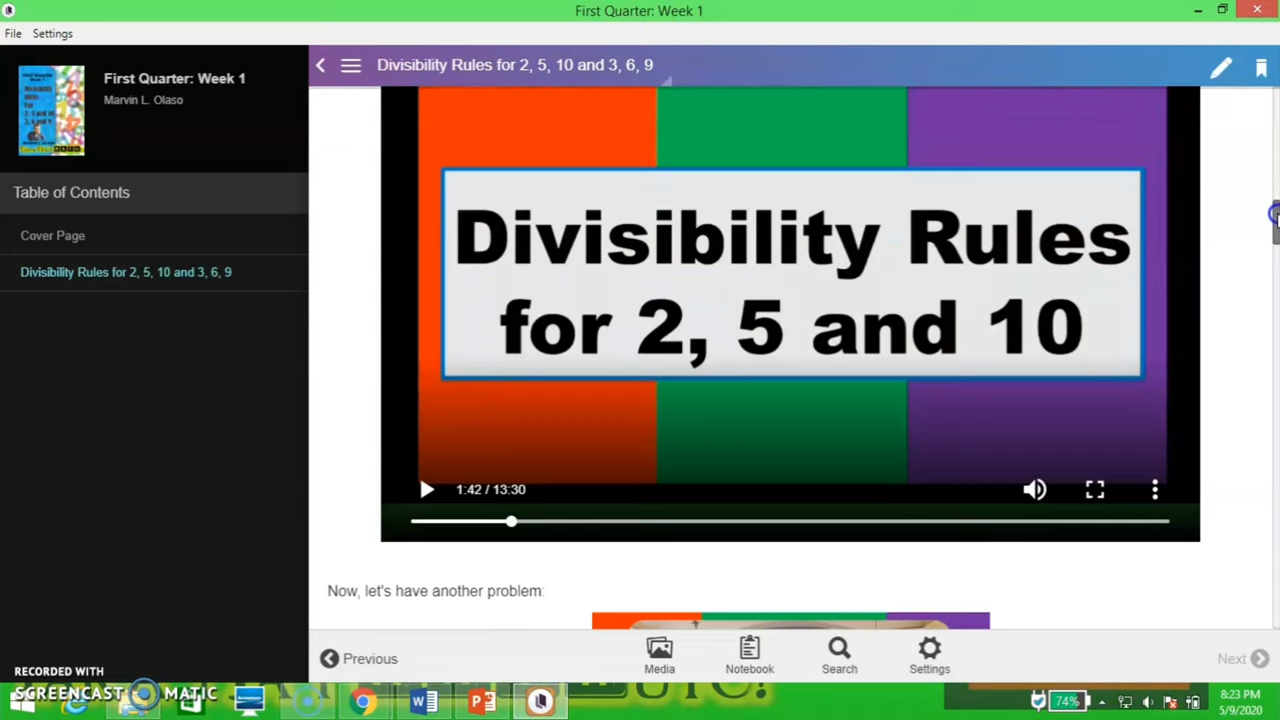 First Quarter: Week 1
File Settings
First Quarter: Week 1
Marvin L. Olaso
Divisibility Rules for 2, 5, 10 and 3, 6, 9
Table of Contents
Cover Page
Divisibility Rules for 2, 5, 10 and 3, 6, 9
Divisibility Rules
for 2, 5 and 10
1:42 / 13:30
Now, let's have another problem:
Previous
Media
Notebook
Search
Settings
Next
RECORDED WITH
SCREENCAST MATIC
74%
8:23 PM
5/9/2020